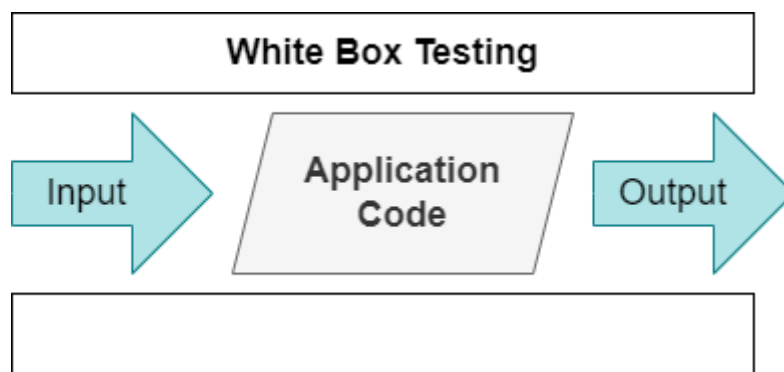 White Box Testing
Input
Application
Code
Output